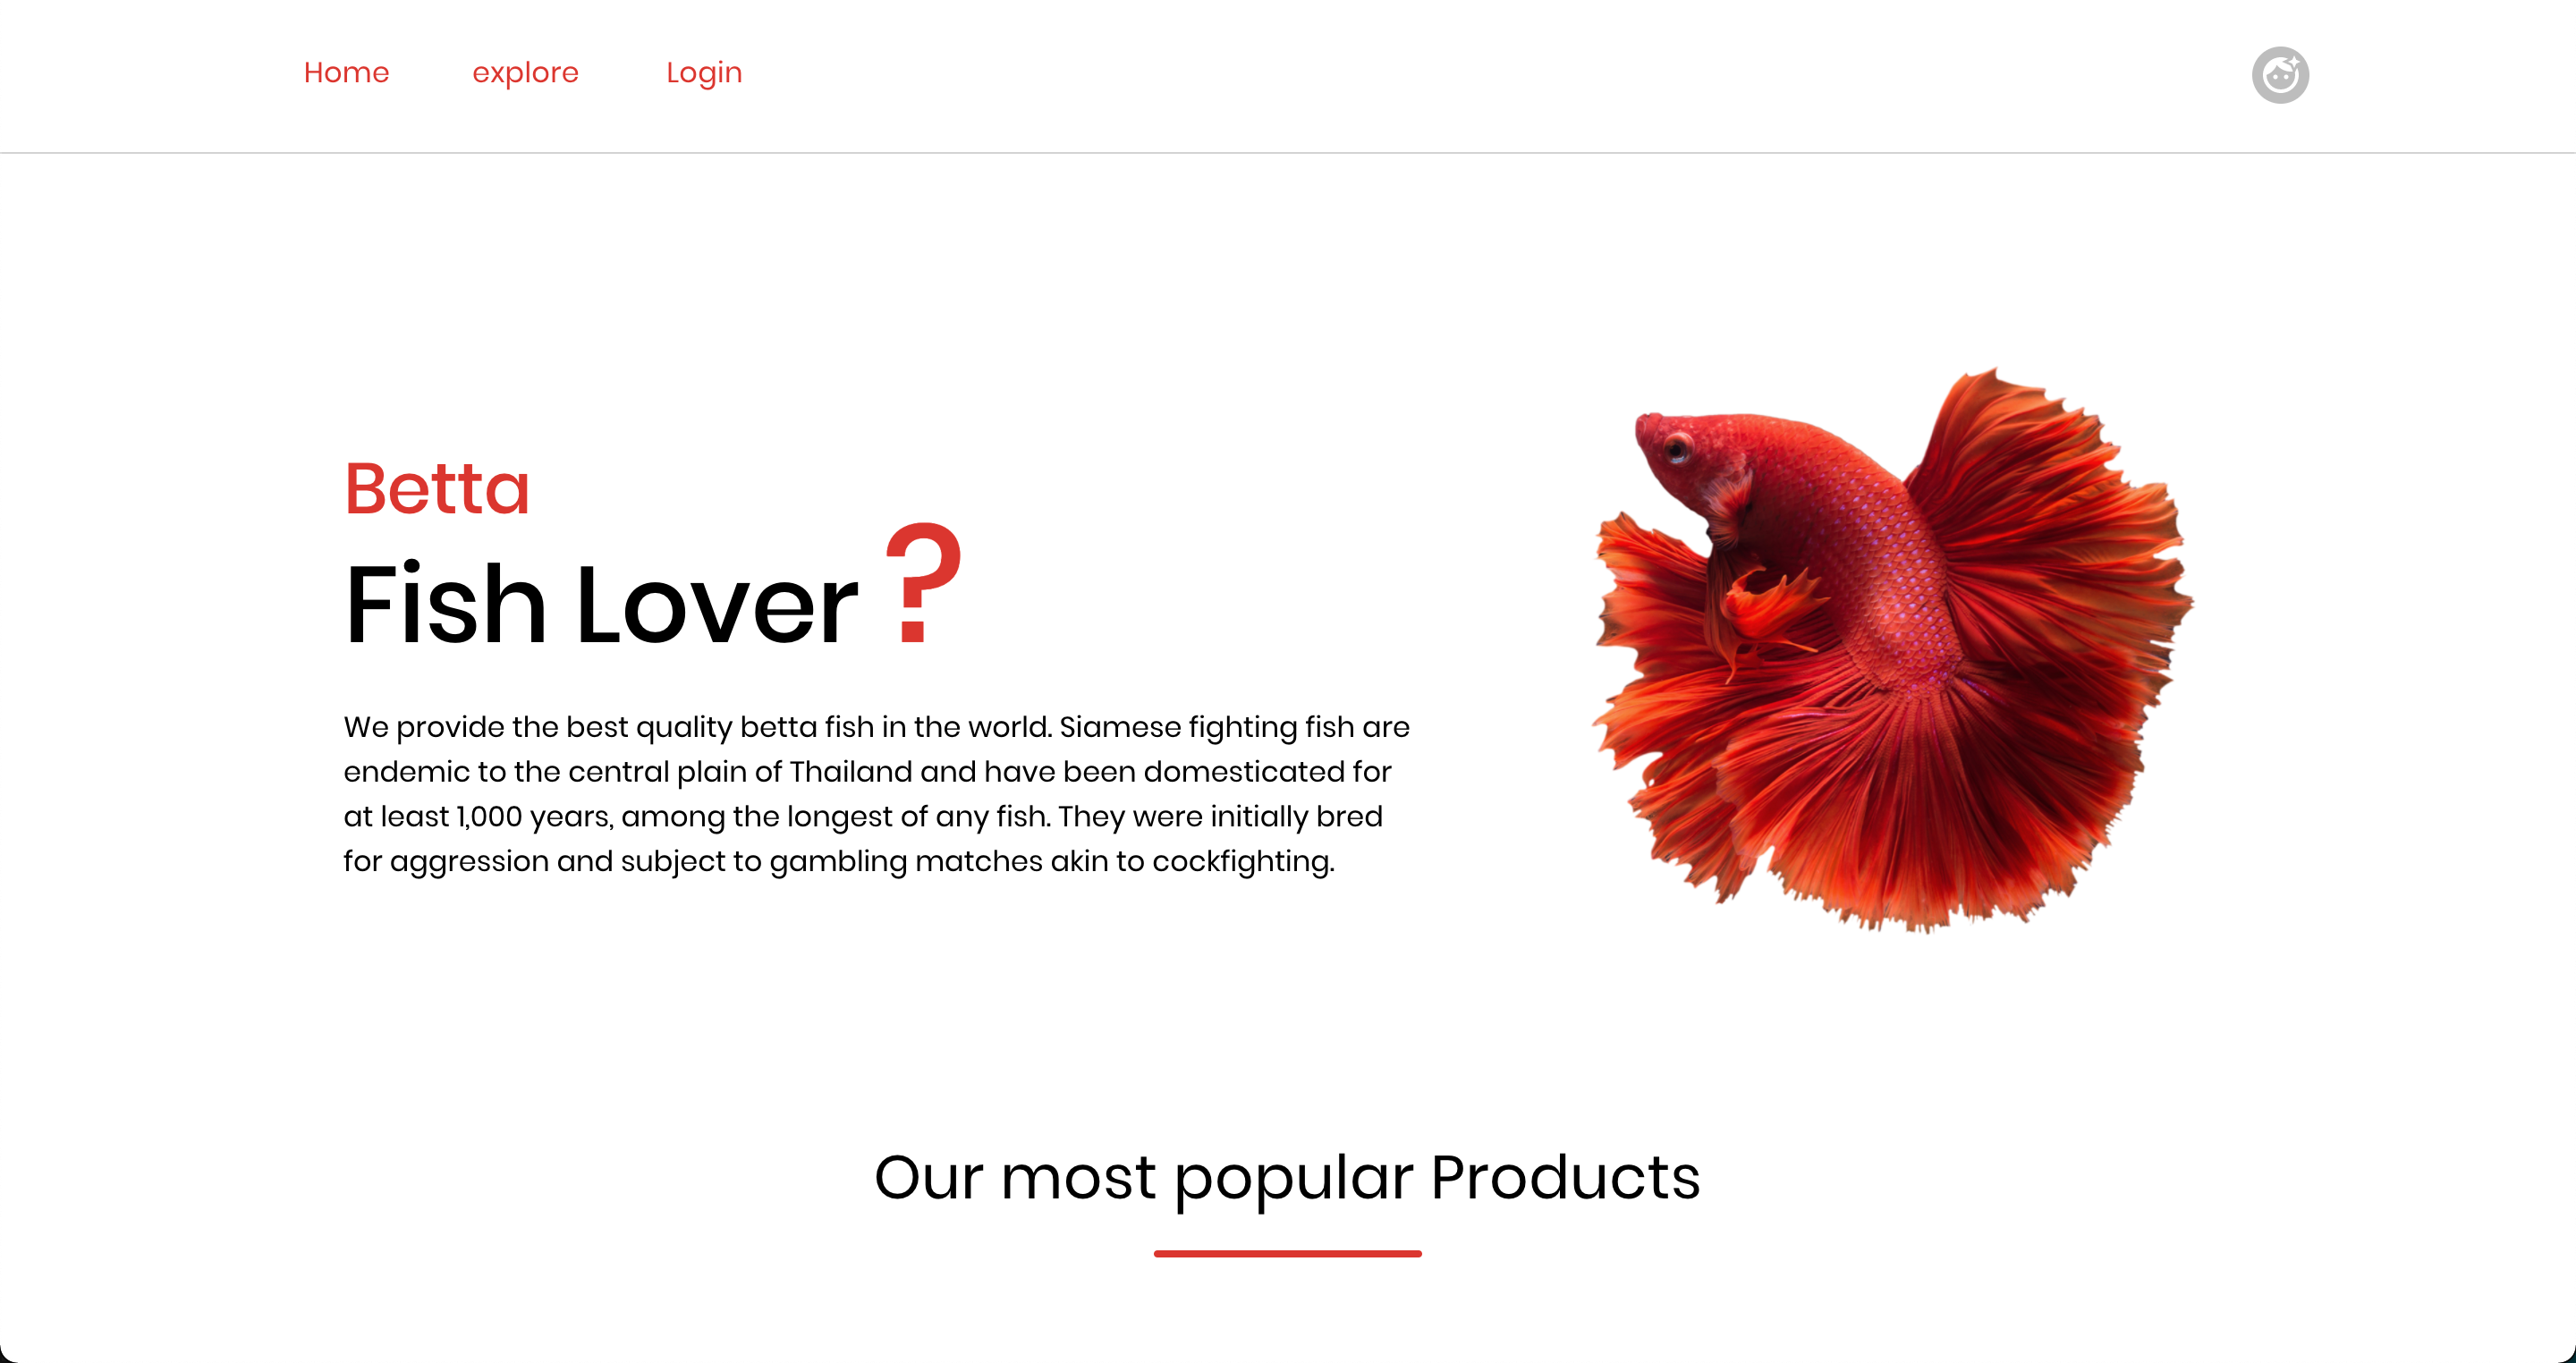 Home explore Login
Betta
Fish Lover ?
We provide the best quality betta fish in the world. Siamese fighting fish are
endemic to the central plain of Thailand and have been domesticated for
at least 1,000 years, among the longest of any fish. They were initially bred
for aggression and subject to gambling matches akin to cockfighting.
Our most popular Products